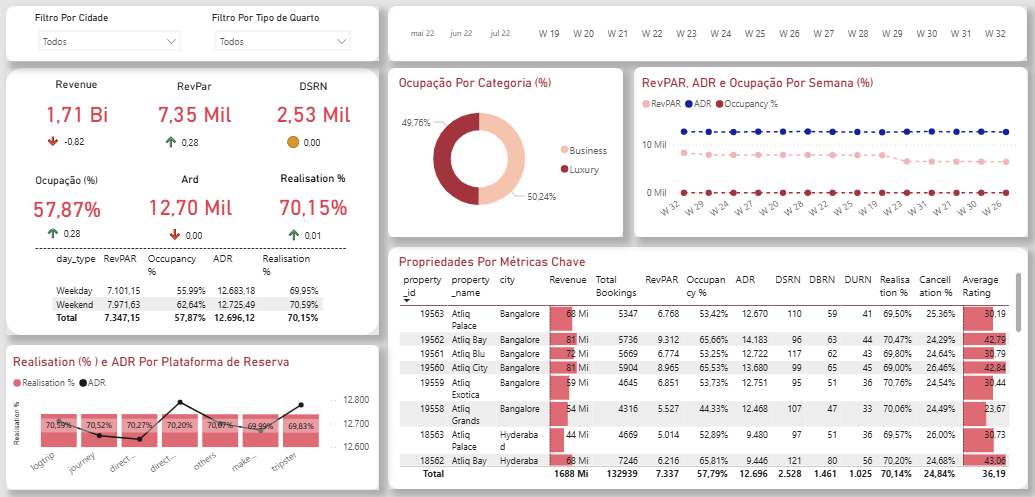 Filtro Por Cidade
Todos
Filtro Por Tipo de Quarto
Todos
mai 22 jun 22 jul 22 W 19 W 20 W 21 W 22 W 23 W 24 W 25 W 26 W 27 W 28 W 29 W 30 W 31 W 32
Revenue RevPar DSRN
1,71 Bi 7,35 Mil 2,53 Mil
-0,82 0,28 0,00
Ocupação (%) Ard Realisation %
57,87% 12,70 Mil 70,15%
0,28 0,00 0,01
day_type RevPAR Occupancy % ADR Realisation %
Weekday 7.101,15 55,99% 12.683,18 69,95%
Weekend 7.971,63 62,64% 12.725,49 70,59%
Total 7.347,15 57,87% 12.696,12 70,15%
Ocupação Por Categoria (%)
49,76%
50,24%
Business
Luxury
RevPAR, ADR e Ocupação Por Semana (%)
RevPAR ADR Occupancy %
10 Mil
0 Mil
W 32 W 29 W 24 W 27 W 20 W 28 W 22 W 25 W 19 W 23 W 31 W 21 W 30 W 26
Realisation (% ) e ADR Por Plataforma de Reserva
Realisation % ADR
Realisation %
12.800
12.700
12.600
70,59% 70,52% 70,27% 70,20% 70,07% 69,99% 69,83%
logtrip journey direct... direct... others make... tripster
Propriedades Por Métricas Chave
property_id property_name city Revenue Total Bookings RevPAR Occupancy % ADR DSRN DBRN DURN Realisation % Cancellation % Average Rating
19563 Atliq Palace Bangalore 68 Mi 5347 6.768 53,42% 12.670 110 59 41 69,50% 25,36% 30,19
19562 Atliq Bay Bangalore 81 Mi 5736 9.312 65,66% 14.183 96 63 44 70,47% 24,29% 42,79
19561 Atliq Blu Bangalore 72 Mi 5669 6.774 53,25% 12.722 117 62 43 69,80% 24,64% 30,79
19560 Atliq City Bangalore 81 Mi 5904 8.965 65,53% 13.680 99 65 45 69,00% 26,46% 42,84
19559 Atliq Exotica Bangalore 59 Mi 4645 6.851 53,73% 12.751 95 51 36 70,76% 24,54% 30,44
19558 Atliq Grands Bangalore 54 Mi 4316 5.527 44,33% 12.468 107 47 33 70,06% 24,49% 23,67
18563 Atliq Palace Hyderabad 44 Mi 4669 5.014 52,89% 9.480 97 51 36 69,57% 26,00% 30,73
18562 Atliq Bay Hyderaba 68 Mi 7246 6.216 65,81% 9.446 121 80 56 70,20% 24,68% 43,06
Total 1688 Mi 132939 7.337 57,79% 12.696 2.528 1.461 1.025 70,14% 24,84% 36,19